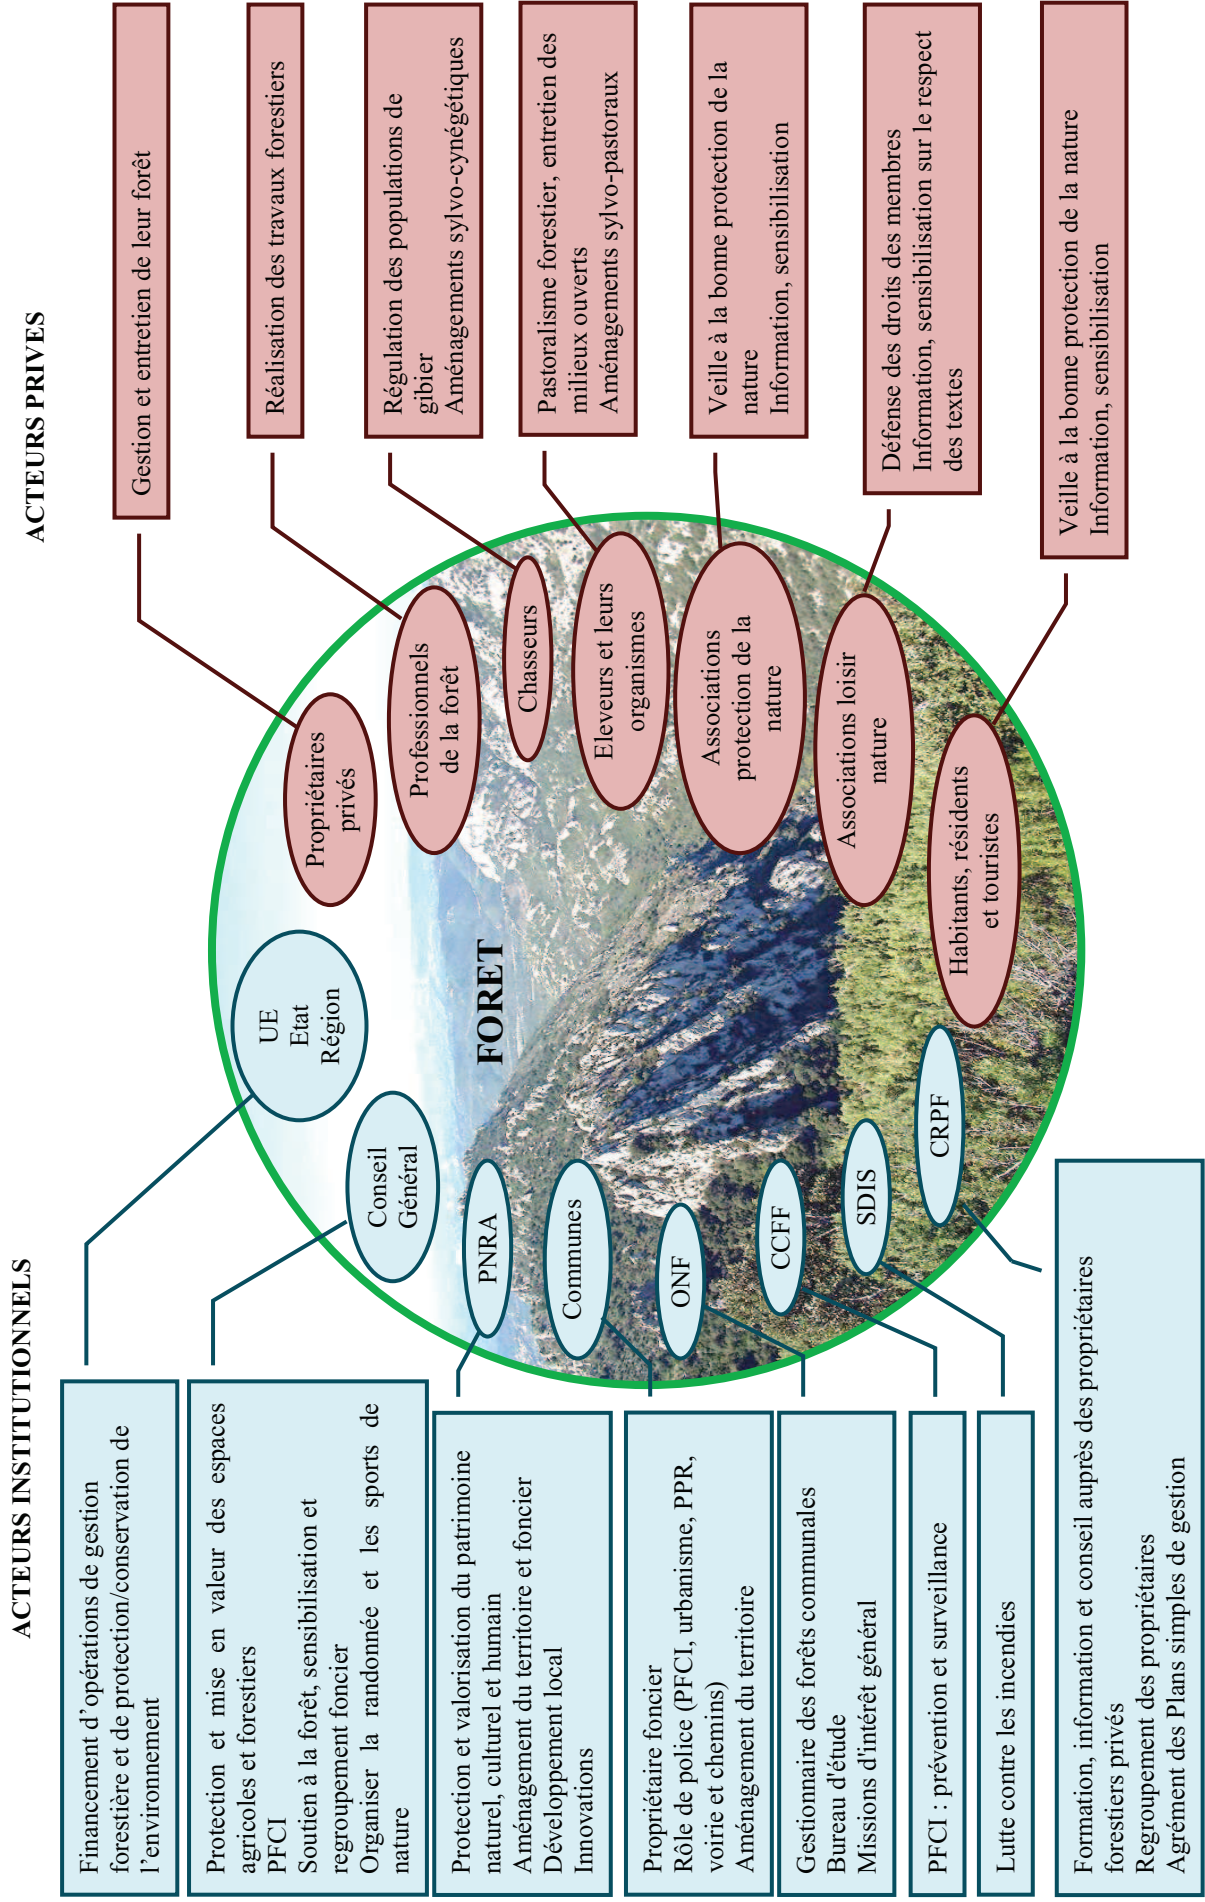 ACTEURS INSTITUTIONNELS
ACTEURS PRIVES
Financement d’opérations de gestion
forestière et de protection/conservation de
l’environnement
Protection et mise en valeur des espaces
agricoles et forestiers
PFCI
Soutien à la forêt, sensibilisation et
regroupement foncier
Organiser la randonnée et les sports de
nature
Protection et valorisation du patrimoine
naturel, culturel et humain
Aménagement du territoire et foncier
Développement local
Innovations
Propriétaire foncier
Rôle de police (PFCI, urbanisme, PPR,
voirie et chemins)
Aménagement du territoire
Gestionnaire des forêts communales
Bureau d'étude
Missions d'intérêt général
PFCI : prévention et surveillance
Lutte contre les incendies
Formation, information et conseil auprès des propriétaires
forestiers privés
Regroupement des propriétaires
Agrément des Plans simples de gestion
UE
Etat
Région
Conseil
Général
PNRA
Communes
ONF
CCFF
SDIS
CRPF
FORET
Propriétaires
privés
Professionnels
de la forêt
Chasseurs
Eleveurs et leurs
organismes
Associations
protection de la
nature
Associations loisir
nature
Habitants, résidents
et touristes
Gestion et entretien de leur forêt
Réalisation des travaux forestiers
Régulation des populations de
gibier
Aménagements sylvo-cynégétiques
Pastoralisme forestier, entretien des
milieux ouverts
Aménagements sylvo-pastoraux
Veille à la bonne protection de la
nature
Information, sensibilisation
Défense des droits des membres
Information, sensibilisation sur le respect
des textes
Veille à la bonne protection de la nature
Information, sensibilisation